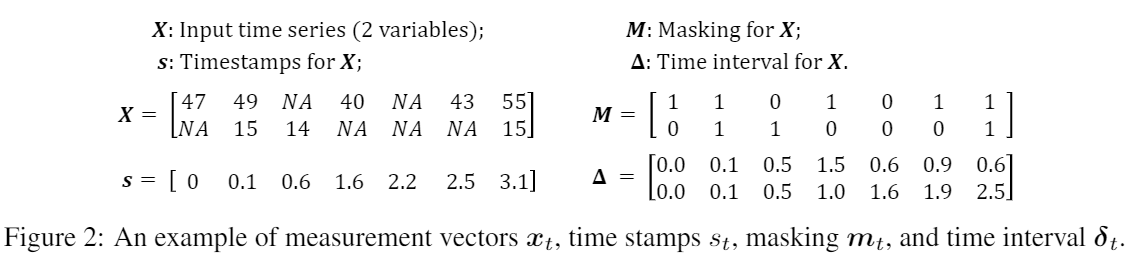 X: Input time series (2 variables);
s: Timestamps for X;
M: Masking for X;
Δ: Time interval for X.
X = [47 49 NA 40 NA 43 55
NA 15 14 NA NA NA 15]
s = [ 0 0.1 0.6 1.6 2.2 2.5 3.1]
M = [1 1 0 1 0 1 1
0 1 1 0 0 0 1]
Δ = [0.0 0.1 0.5 1.5 0.6 0.9 0.6
0.0 0.1 0.5 1.0 1.6 1.9 2.5]
Figure 2: An example of measurement vectors xₜ, time stamps sₜ, masking mₜ, and time interval δₜ.